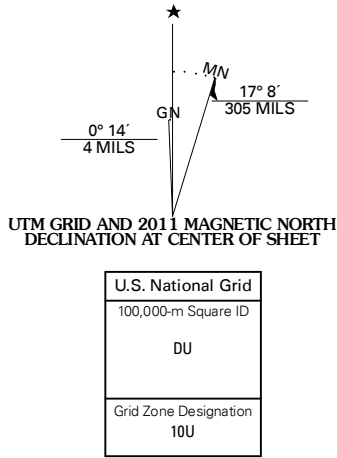 MN
GN
17° 8´
305 MILS
0° 14´
4 MILS
UTM GRID AND 2011 MAGNETIC NORTH
DECLINATION AT CENTER OF SHEET
U.S. National Grid
100,000-m Square ID
DU
Grid Zone Designation
10U